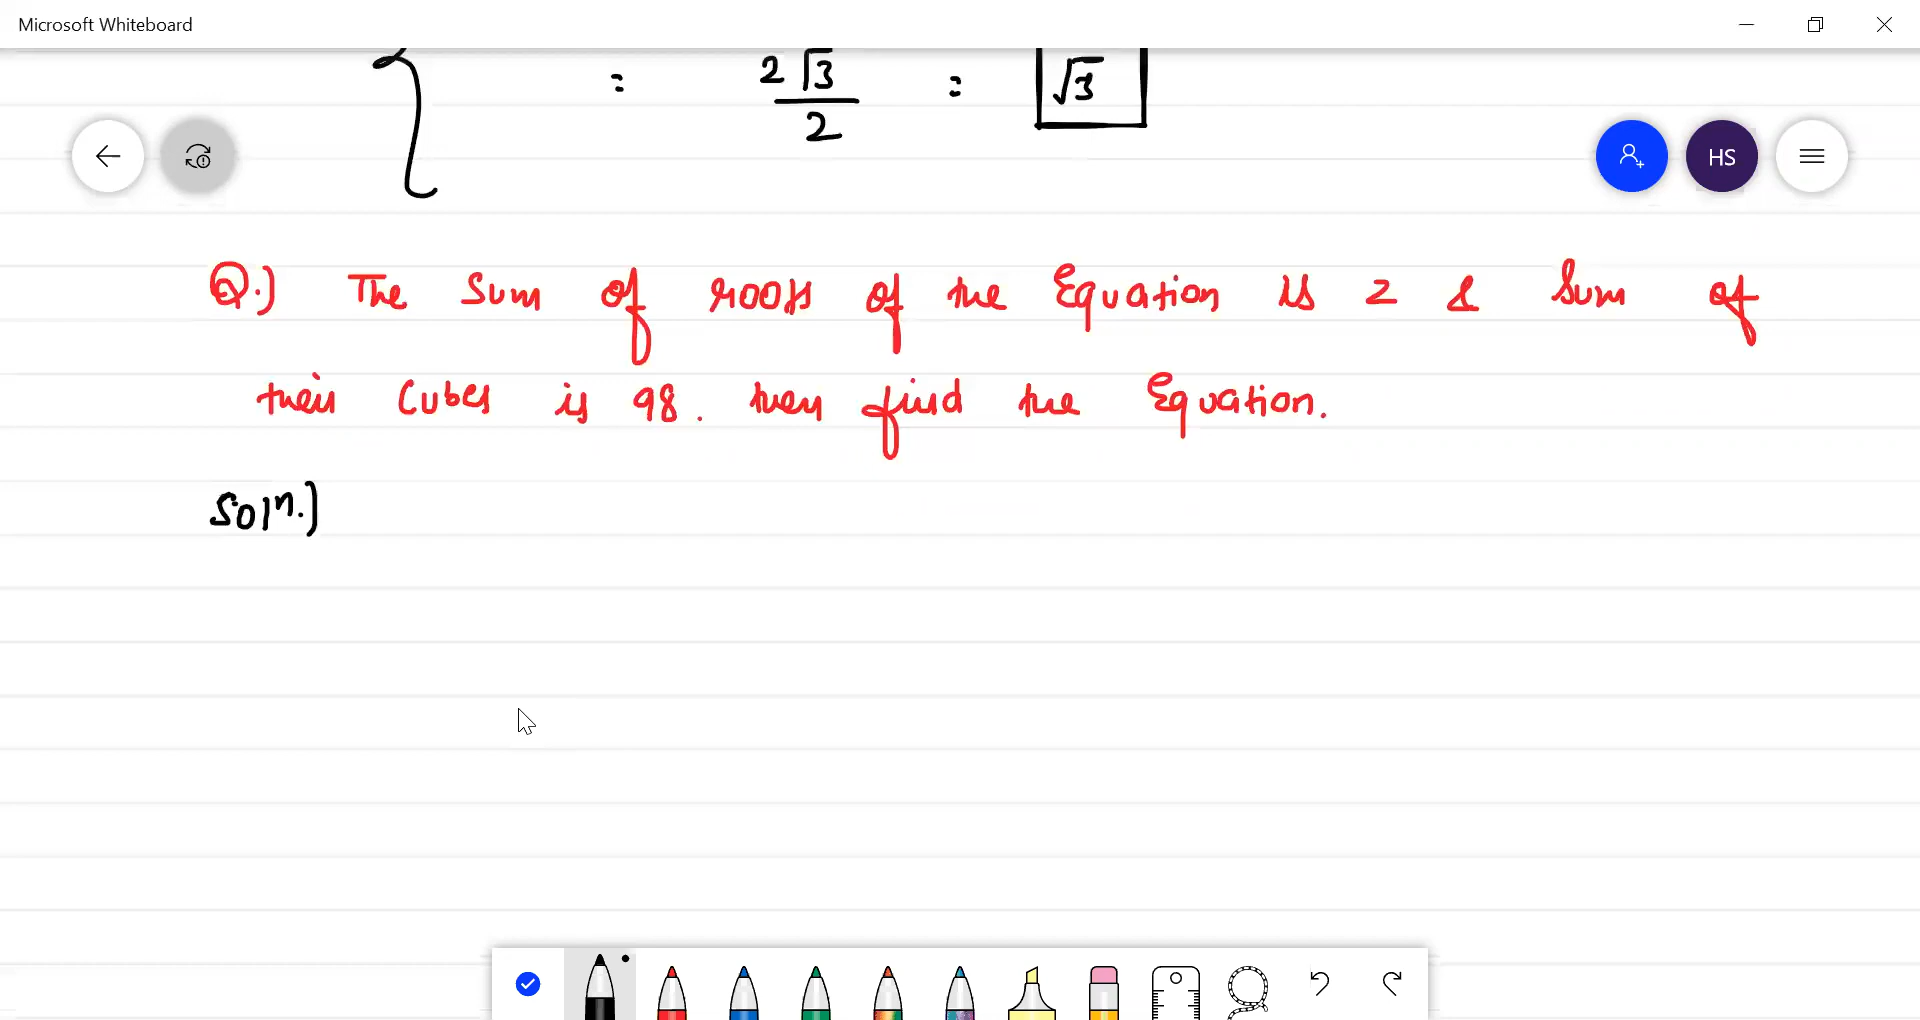 Microsoft Whiteboard
= 2√3/2 = √3
HS
Q.) The Sum of roots of the Equation is 2 & Sum of
their Cubes is 98. then find the Equation.
Soln.)